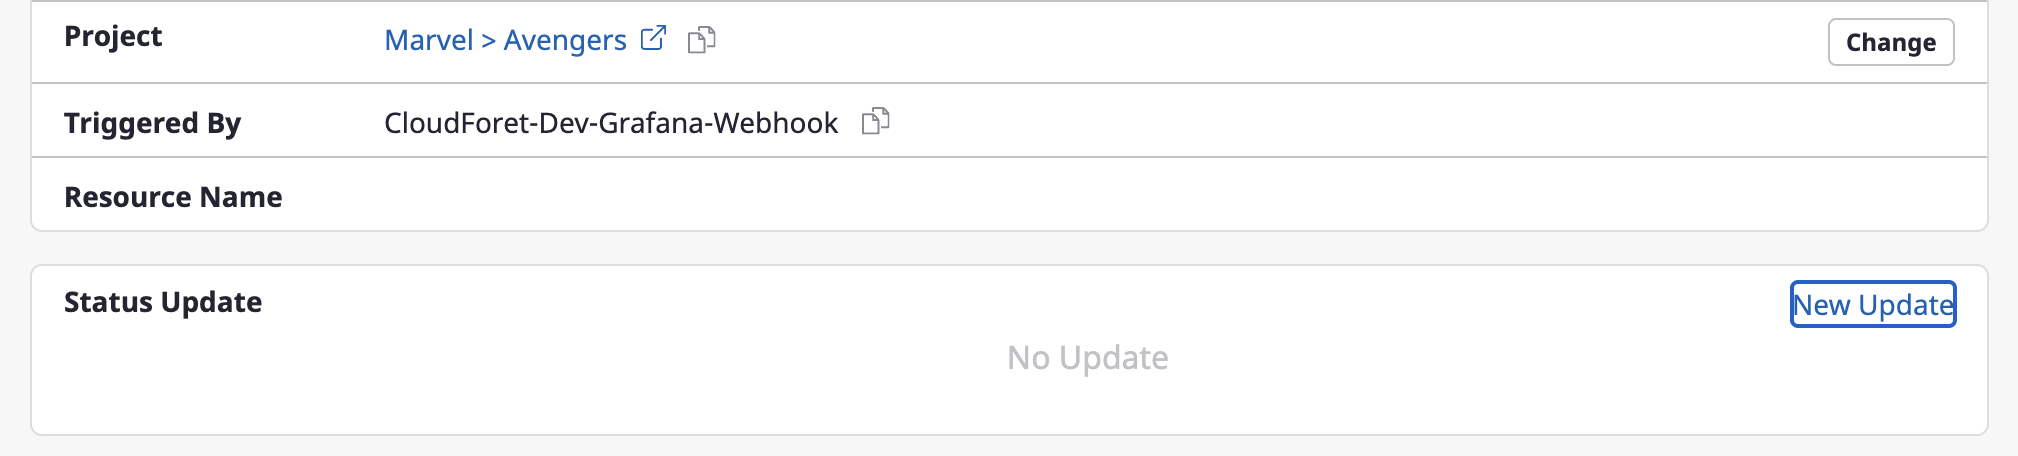 Project Marvel > Avengers Change
Triggered By CloudForet-Dev-Grafana-Webhook
Resource Name
Status Update New Update
No Update